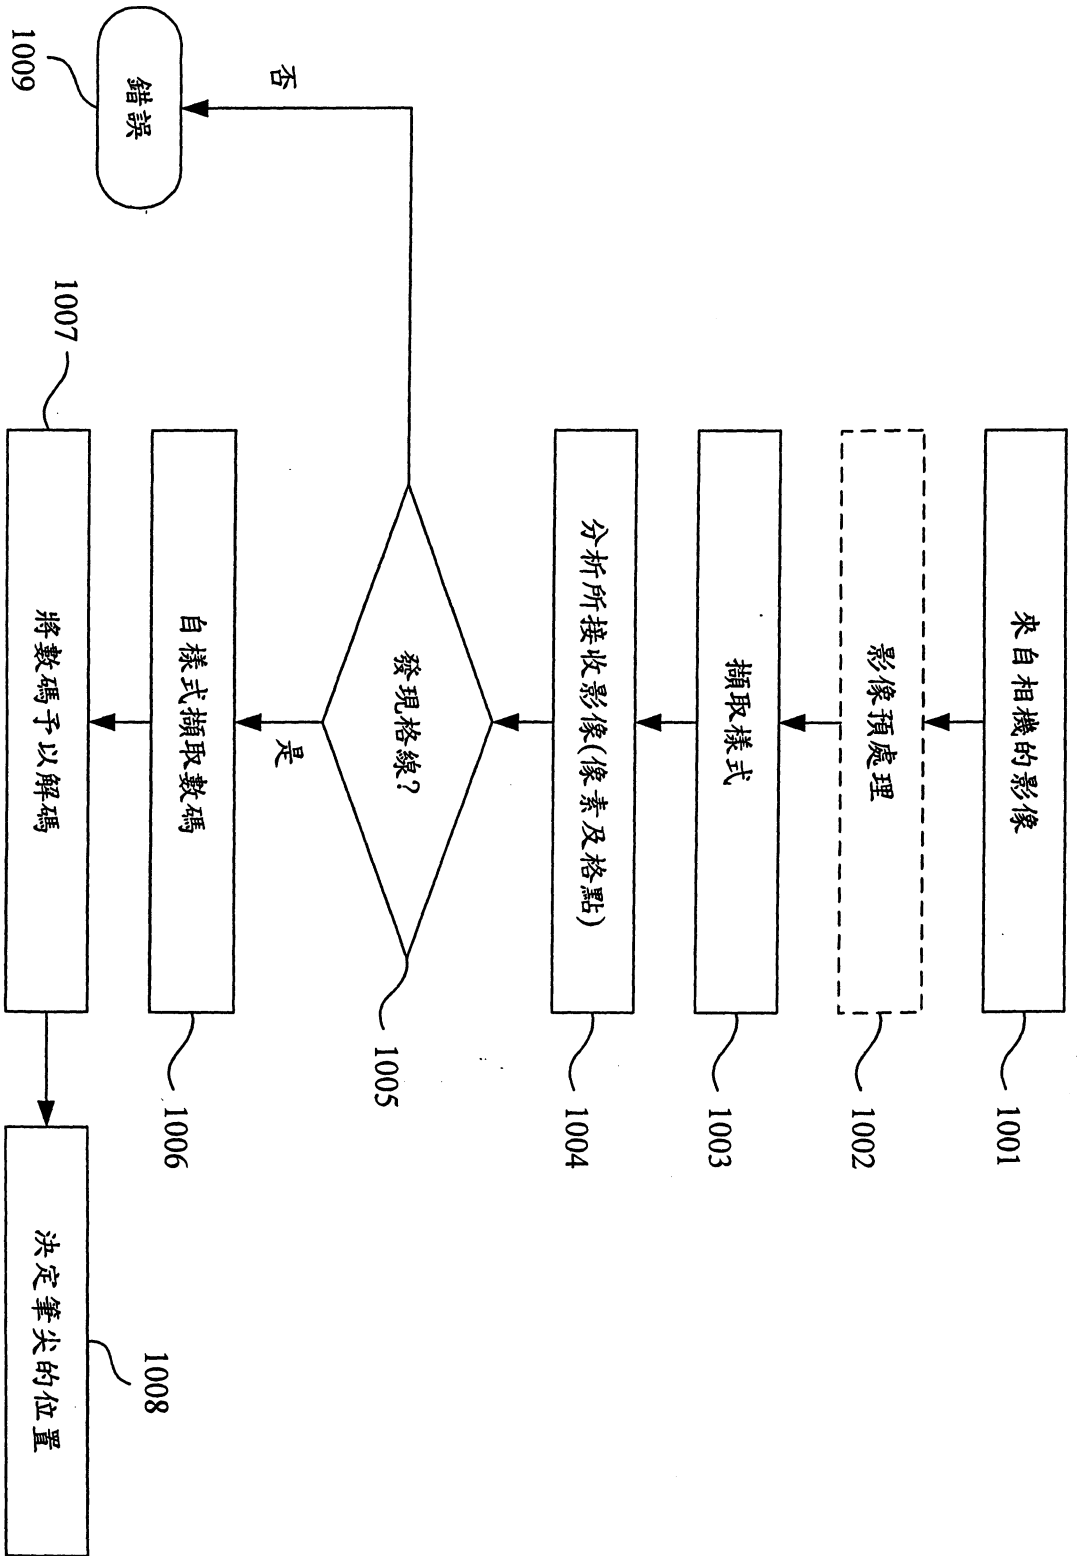 來自相機的影像
1001
影像預處理
1002
擷取樣式
1003
分析所接收影像(像素及格點)
1004
發現格線?
1005
否
錯誤
1009
是
自樣式擷取數碼
1006
將數碼予以解碼
1007
決定筆尖的位置
1008